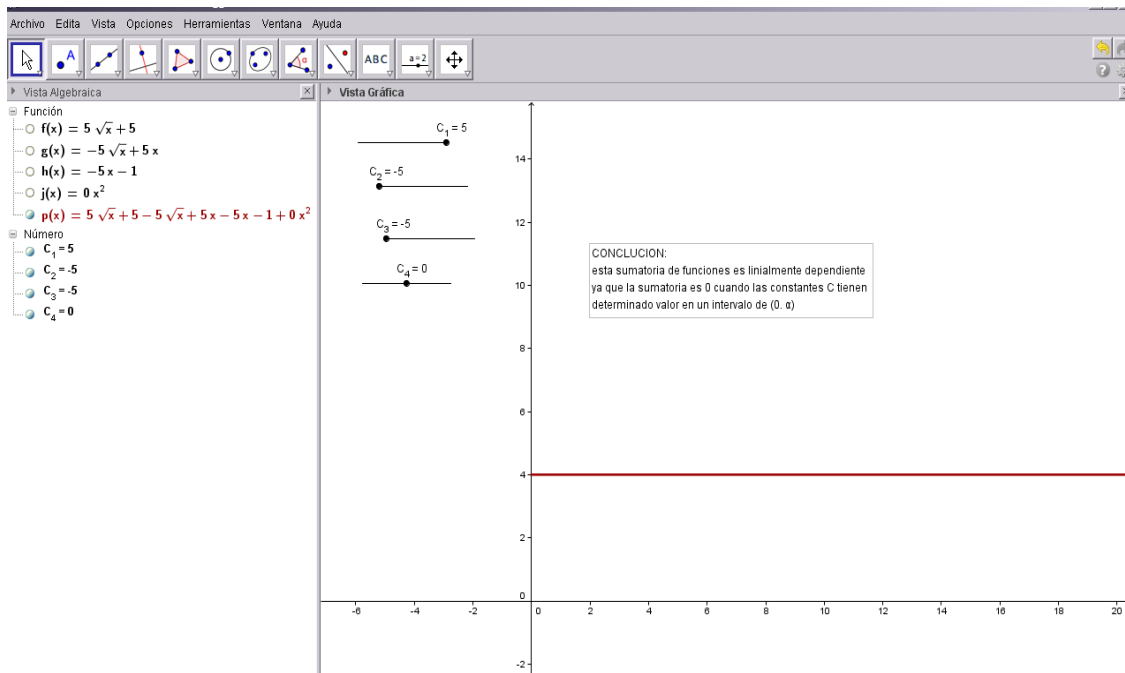 Archivo Edita Vista Opciones Herramientas Ventana Ayuda
A
α
ABC
a=2
Vista Algebraica
Función
f(x) = 5 √x + 5
g(x) = −5 √x + 5 x
h(x) = −5 x − 1
j(x) = 0 x²
p(x) = 5 √x + 5 − 5 √x + 5 x − 5 x − 1 + 0 x²
Número
C₁ = 5
C₂ = -5
C₃ = -5
C₄ = 0
Vista Gráfica
C₁ = 5
C₂ = -5
C₃ = -5
C₄ = 0
CONCLUCION:
esta sumatoria de funciones es linialmente dependiente
ya que la sumatoria es 0 cuando las constantes C tienen
determinado valor en un intervalo de (0. α)
14
12
10
8
6
4
2
0
-2
-6 -4 -2 0 2 4 6 8 10 12 14 16 18 20